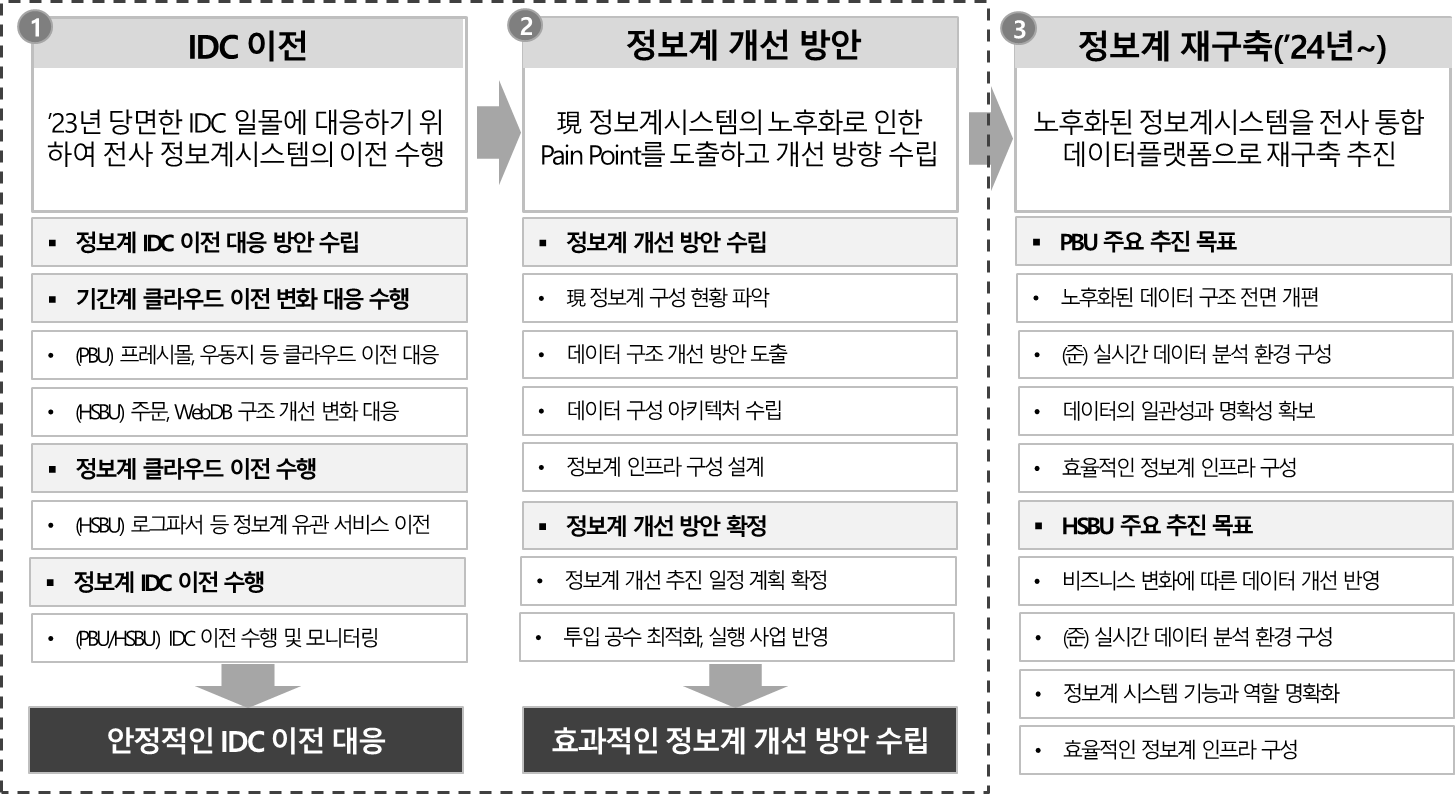 1
IDC 이전
’23년 당면한 IDC 일몰에 대응하기 위
하여 전사 정보계시스템의 이전 수행
▪ 정보계 IDC 이전 대응 방안 수립
▪ 기간계 클라우드 이전 변화 대응 수행
• (PBU) 프레시몰, 우동지 등 클라우드 이전 대응
• (HSBU) 주문, WebDB 구조 개선 변화 대응
▪ 정보계 클라우드 이전 수행
• (HSBU) 로그파서 등 정보계 유관 서비스 이전
▪ 정보계 IDC 이전 수행
• (PBU/HSBU) IDC 이전 수행 및 모니터링
안정적인 IDC 이전 대응
2
정보계 개선 방안
現 정보계시스템의 노후화로 인한
Pain Point를 도출하고 개선 방향 수립
▪ 정보계 개선 방안 수립
• 現 정보계 구성 현황 파악
• 데이터 구조 개선 방안 도출
• 데이터 구성 아키텍처 수립
• 정보계 인프라 구성 설계
▪ 정보계 개선 방안 확정
• 정보계 개선 추진 일정 계획 확정
• 투입 공수 최적화, 실행 사업 반영
효과적인 정보계 개선 방안 수립
3
정보계 재구축(’24년~)
노후화된 정보계시스템을 전사 통합
데이터플랫폼으로 재구축 추진
▪ PBU 주요 추진 목표
• 노후화된 데이터 구조 전면 개편
• (준) 실시간 데이터 분석 환경 구성
• 데이터의 일관성과 명확성 확보
• 효율적인 정보계 인프라 구성
▪ HSBU 주요 추진 목표
• 비즈니스 변화에 따른 데이터 개선 반영
• (준) 실시간 데이터 분석 환경 구성
• 정보계 시스템 기능과 역할 명확화
• 효율적인 정보계 인프라 구성